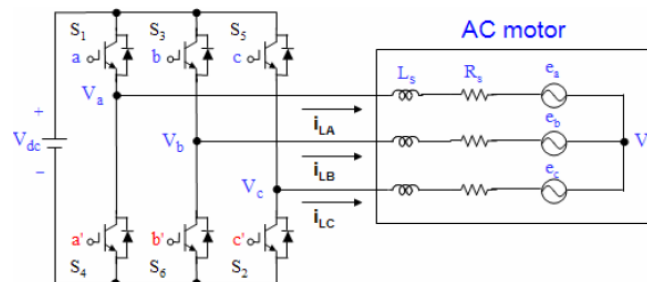 AC motor
S1 S3 S5
a b c
Va
Ls Rs ea
+
Vdc
−
iLA
Vb
eb
V
iLB
Vc
ec
iLC
a' b' c'
S4 S6 S2